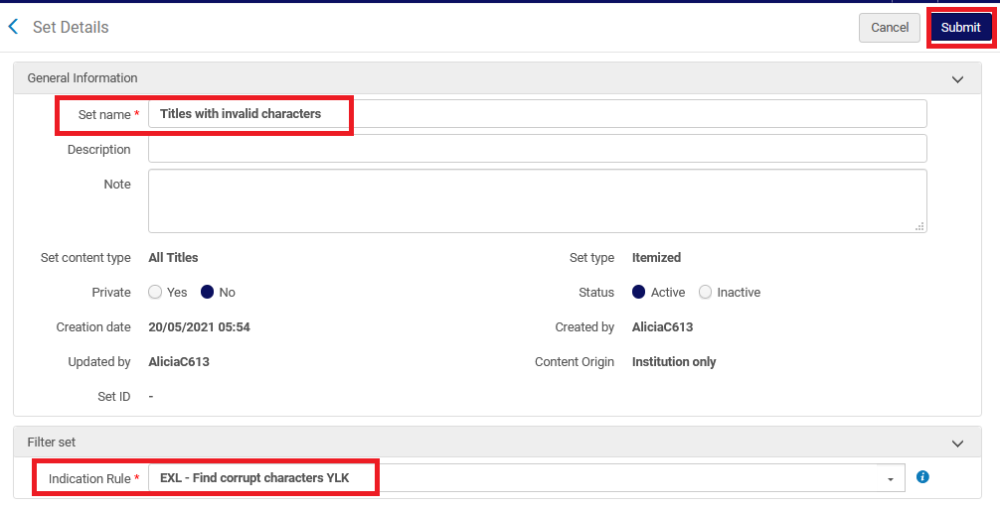 Set Details
Cancel
Submit
General Information
Set name * Titles with invalid characters
Description
Note
Set content type All Titles Set type Itemized
Private Yes No Status Active Inactive
Creation date 20/05/2021 05:54 Created by AliciaC613
Updated by AliciaC613 Content Origin Institution only
Set ID -
Filter set
Indication Rule * EXL - Find corrupt characters YLK